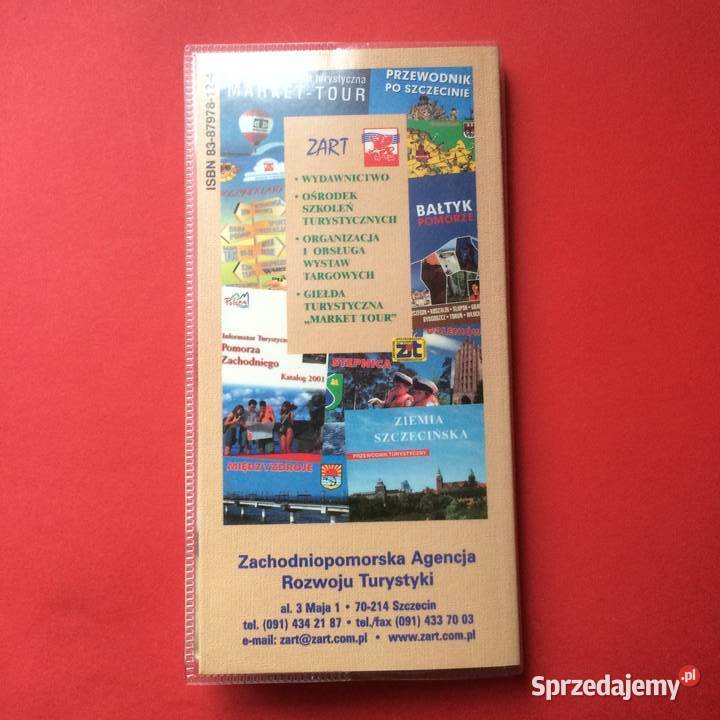 ISBN 83-87978-12-4
turystyczna
MARKET-TOUR
PRZEWODNIK
PO SZCZECINIE
ZART
• WYDAWNICTWO
• OŚRODEK
SZKOLEŃ
TURYSTYCZNYCH
• ORGANIZACJA
I OBSŁUGA
WYSTAW
TARGOWYCH
• GIEŁDA
TURYSTYCZNA
„MARKET TOUR”
BAŁTYK
POMORZE
Informator Turystyczny
Pomorza
Zachodniego
Katalog 2001
zt
STEPNICA
ZIEMIA
SZCZECIŃSKA
PRZEWODNIK TURYSTYCZNY
MIĘDZYZDROJE
Zachodniopomorska Agencja
Rozwoju Turystyki
al. 3 Maja 1 • 70-214 Szczecin
tel. (091) 434 21 87 • tel./fax (091) 433 70 03
e-mail: zart@zart.com.pl • www.zart.com.pl
Sprzedajemy.pl